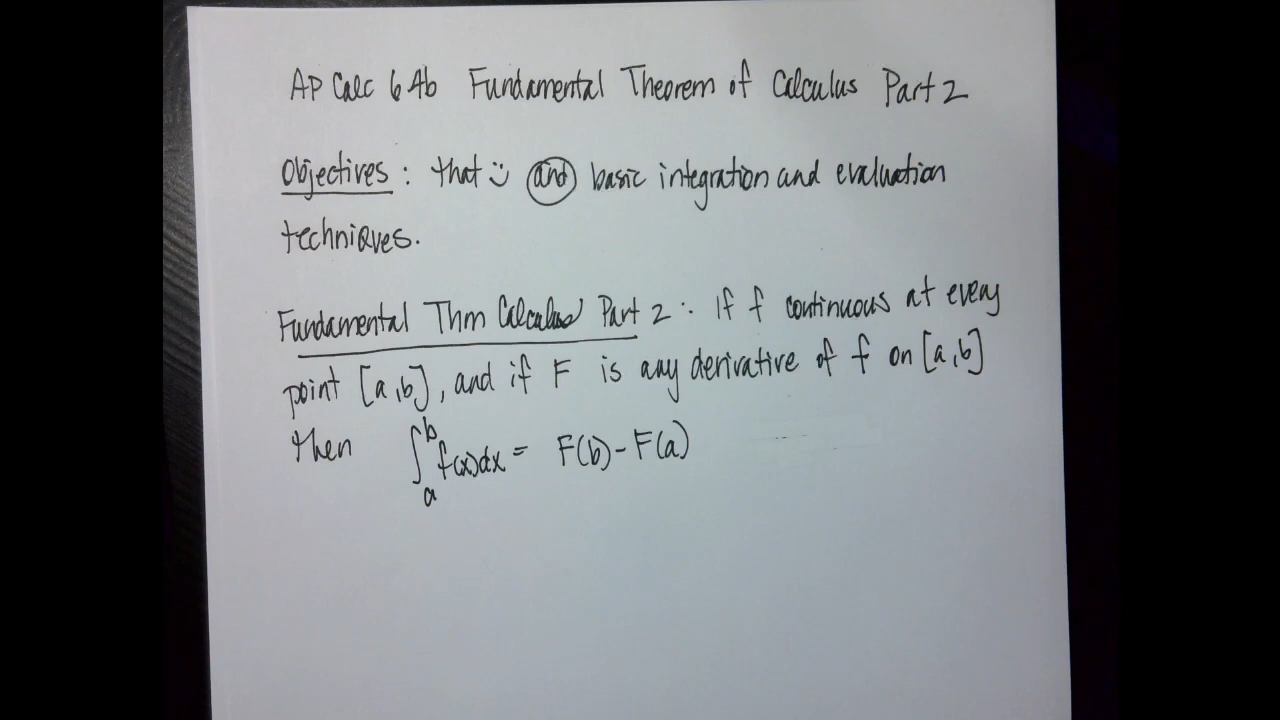 AP Calc 6.4b Fundamental Theorem of Calculus Part 2
Objectives: that :) and basic integration and evaluation
techniques.
Fundamental Thm Calculus Part 2: If f continuous at every
point [a,b], and if F is any derivative of f on [a,b]
then ∫ₐᵇ f(x)dx = F(b)-F(a)